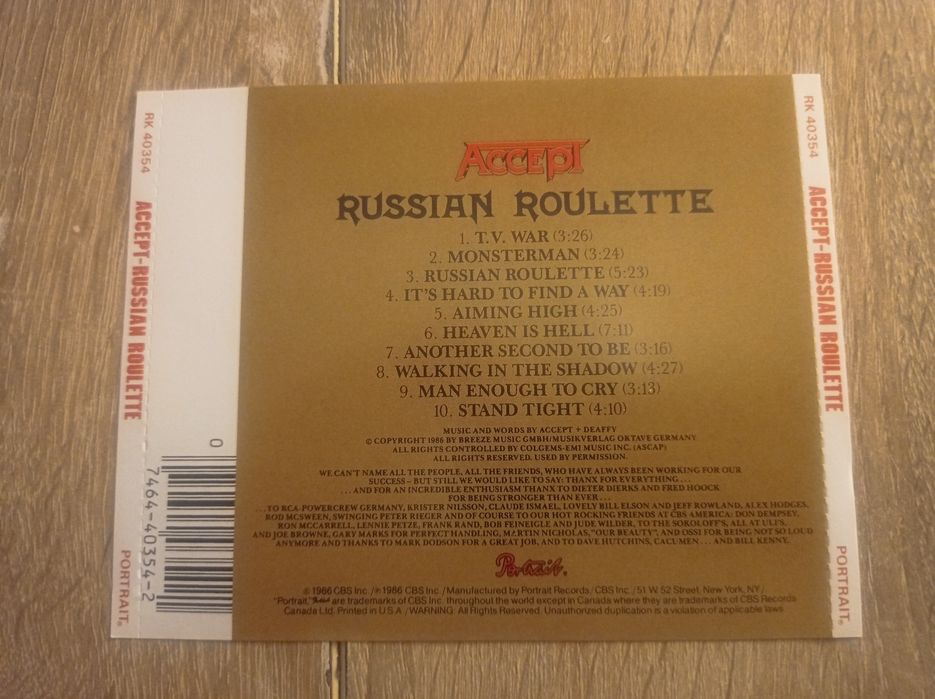 RK 40354
ACCEPT-RUSSIAN ROULETTE
PORTRAIT®
0
7464-40354-2
ACCEPT
RUSSIAN ROULETTE
1. T.V. WAR (3:26)
2. MONSTERMAN (3:24)
3. RUSSIAN ROULETTE (5:23)
4. IT'S HARD TO FIND A WAY (4:19)
5. AIMING HIGH (4:25)
6. HEAVEN IS HELL (7:11)
7. ANOTHER SECOND TO BE (3:16)
8. WALKING IN THE SHADOW (4:27)
9. MAN ENOUGH TO CRY (3:13)
10. STAND TIGHT (4:10)
MUSIC AND WORDS BY ACCEPT + DEAFFY
© COPYRIGHT 1986 BY BREEZE MUSIC GMBH/MUSIKVERLAG OKTAVE GERMANY
ALL RIGHTS CONTROLLED BY COLGEMS-EMI MUSIC INC. (ASCAP)
ALL RIGHTS RESERVED. USED BY PERMISSION.
WE CAN'T NAME ALL THE PEOPLE, ALL THE FRIENDS, WHO HAVE ALWAYS BEEN WORKING FOR OUR
SUCCESS – BUT STILL WE WOULD LIKE TO SAY: THANX FOR EVERYTHING...
...AND FOR AN INCREDIBLE ENTHUSIASM THANX TO DIETER DIERKS AND FRED HOOCK
FOR BEING STRONGER THAN EVER...
...TO RCA-POWERCREW GERMANY, KRISTER NILSSON, CLAUDE ISMAEL, LOVELY BILL ELSON AND JEFF ROWLAND, ALEX HODGES,
ROD MCSWEEN, SWINGING PETER RIEGER AND OF COURSE TO OUR HOT ROCKING FRIENDS AT CBS AMERICA: DON DEMPSEY,
RON MCCARRELL, LENNIE PETZE, FRANK RAND, BOB FEINEIGLE AND JUDE WILDER, TO THE SOKOLOFF'S, ALL AT ULI'S,
AND JOE BROWNE, GARY MARKS FOR PERFECT HANDLING, MARTIN NICHOLAS, "OUR BEAUTY", AND OSSI FOR BEING NOT SO LOUD
ANYMORE AND THANKS TO MARK DODSON FOR A GREAT JOB, AND TO DAVE HUTCHINS, CACUMEN... AND BILL KENNY.
Portrait.
© 1986 CBS Inc. / ℗ 1986 CBS Inc. / Manufactured by Portrait Records / CBS Inc. / 51 W 52 Street, New York, NY /
"Portrait," Portrait are trademarks of CBS Inc. throughout the world except in Canada where they are trademarks of CBS Records
Canada Ltd. Printed in U.S.A. / WARNING: All Rights Reserved. Unauthorized duplication is a violation of applicable laws
RK 40354
ACCEPT-RUSSIAN ROULETTE
PORTRAIT®